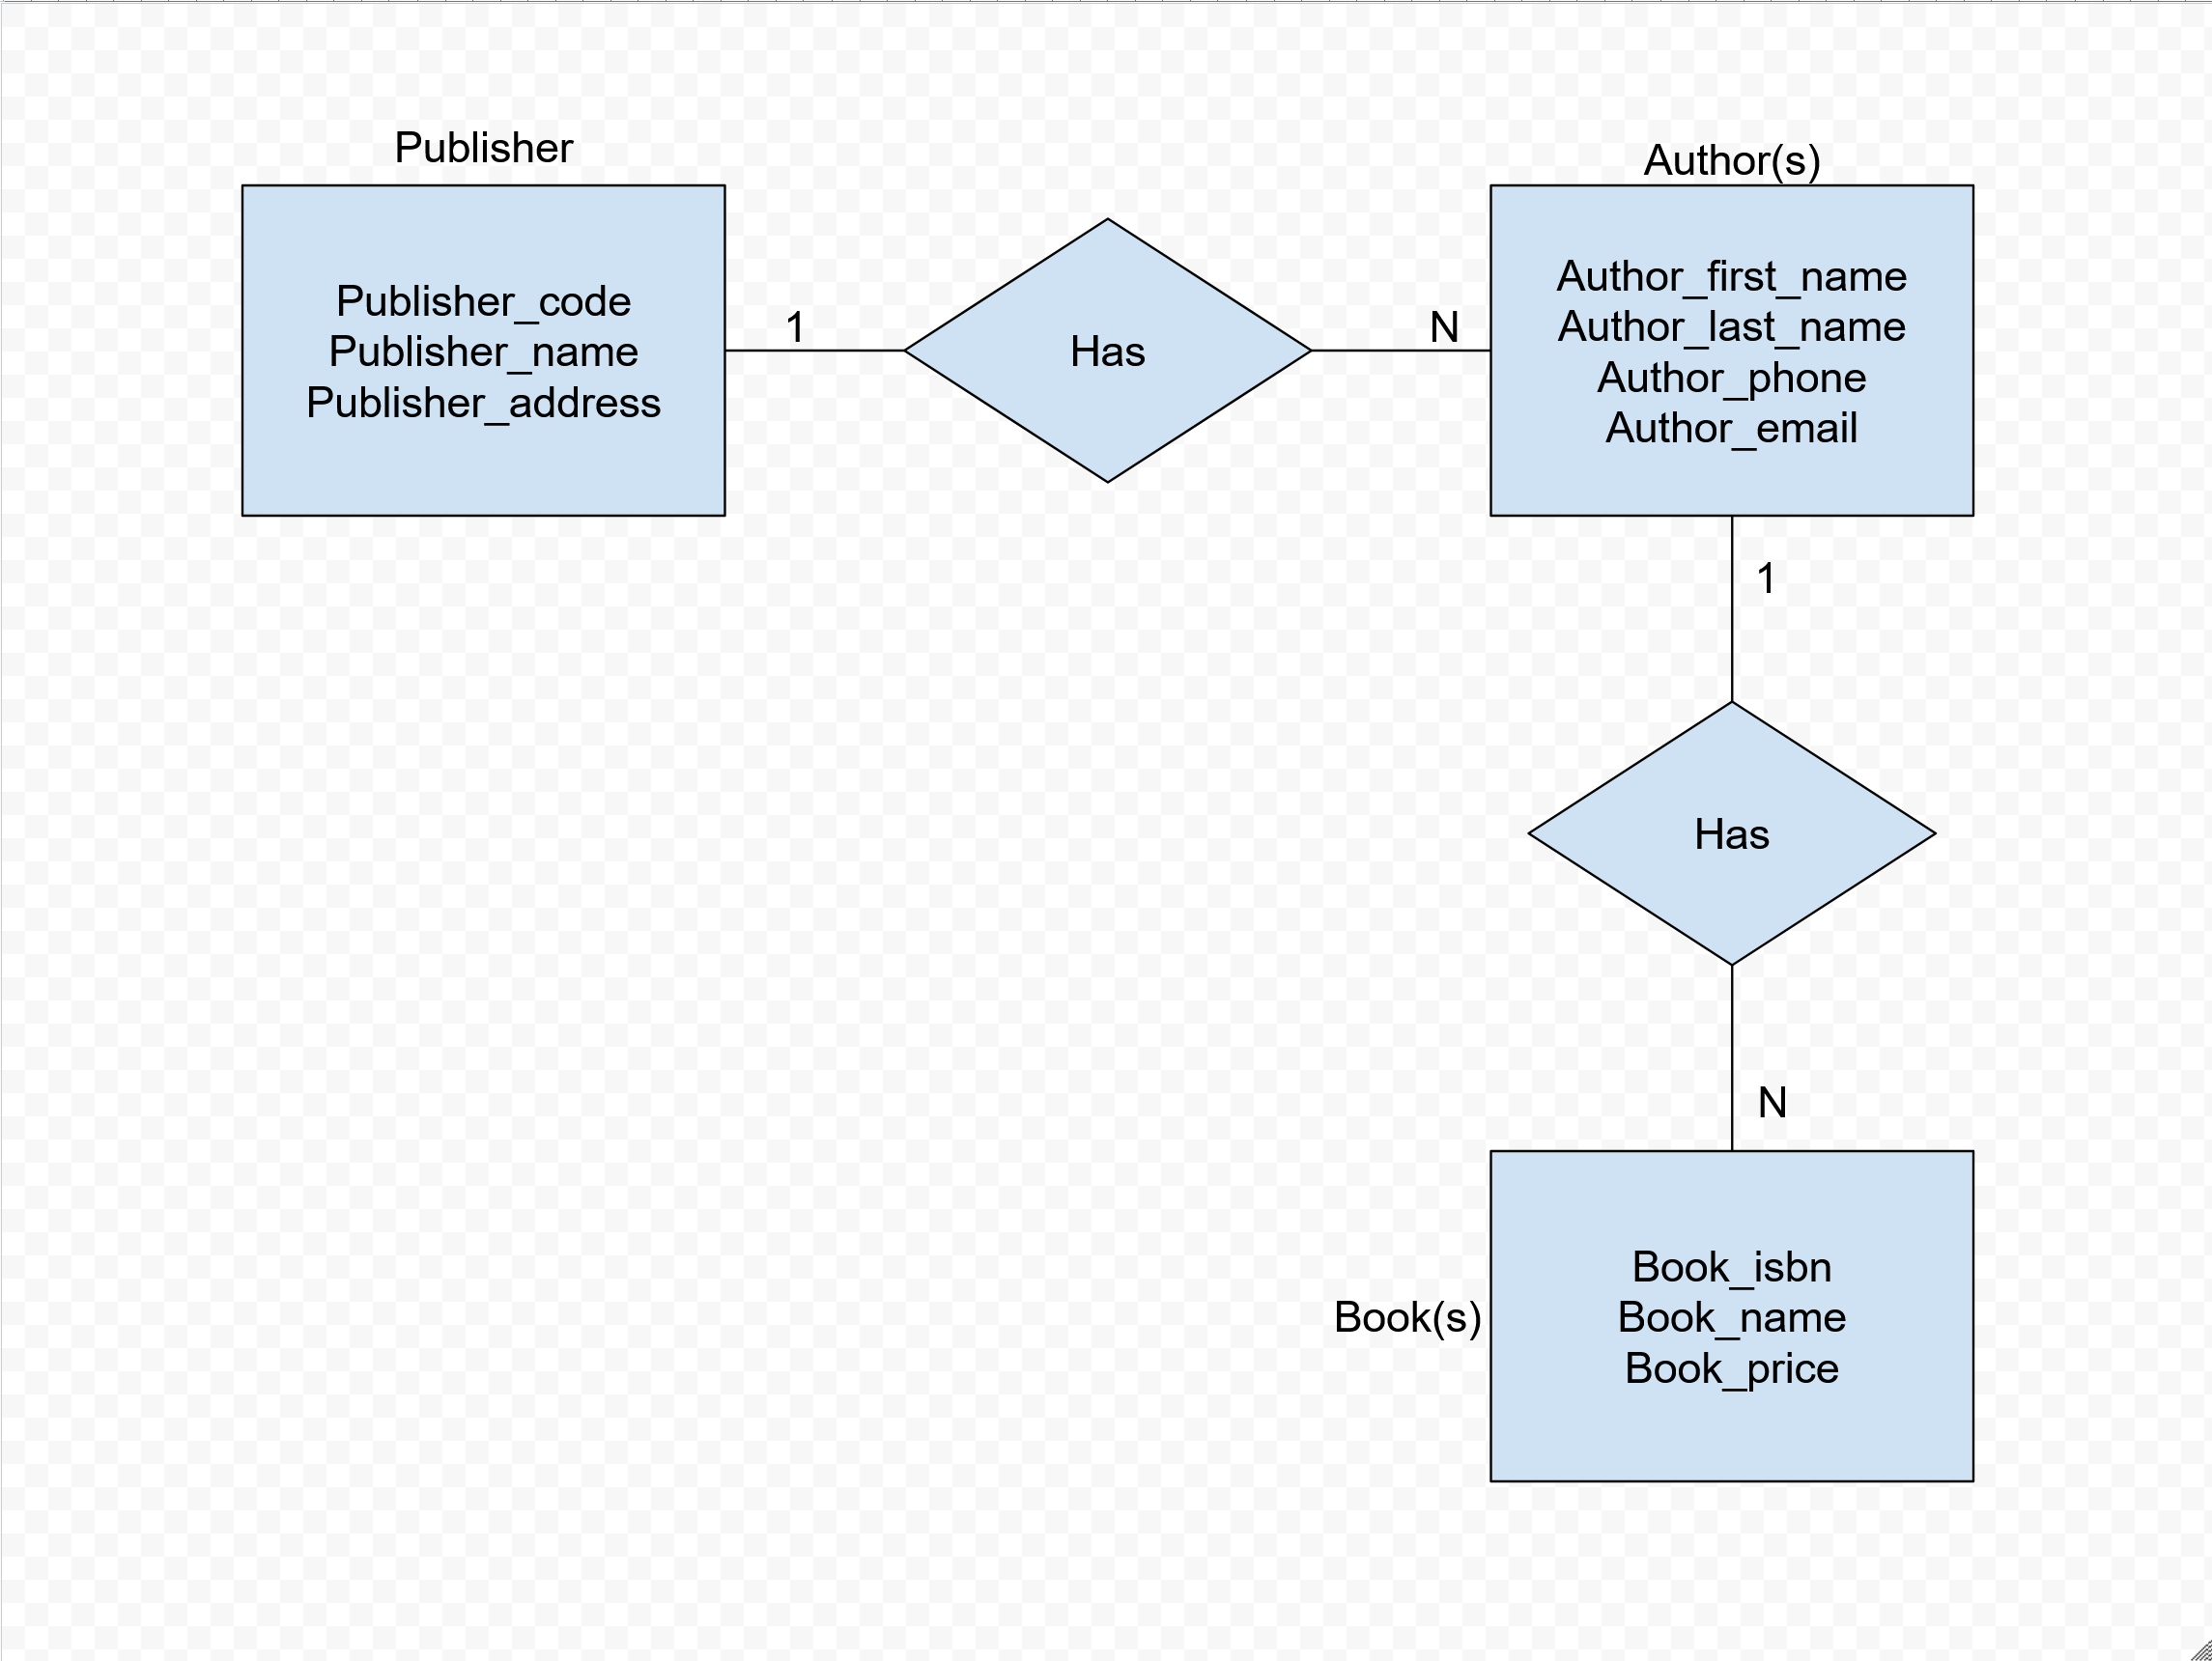 Publisher
Publisher_code
Publisher_name
Publisher_address
1
Has
N
Author(s)
Author_first_name
Author_last_name
Author_phone
Author_email
1
Has
N
Book(s)
Book_isbn
Book_name
Book_price